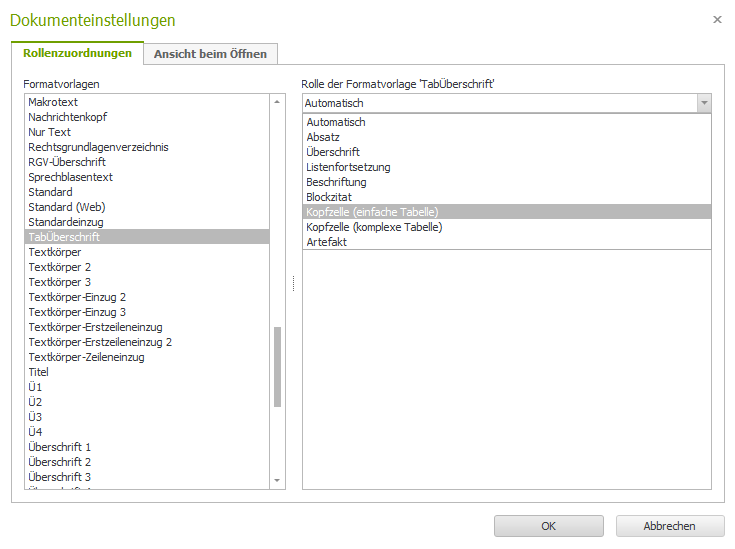 Dokumenteinstellungen
Rollenzuordnungen
Ansicht beim Öffnen
Formatvorlagen
Makrotext
Nachrichtenkopf
Nur Text
Rechtsgrundlagenverzeichnis
RGV-Überschrift
Sprechblasentext
Standard
Standard (Web)
Standardeinzug
TabÜberschrift
Textkörper
Textkörper 2
Textkörper 3
Textkörper-Einzug 2
Textkörper-Einzug 3
Textkörper-Erstzeileneinzug
Textkörper-Erstzeileneinzug 2
Textkörper-Zeileneinzug
Titel
Ü1
Ü2
Ü3
Ü4
Überschrift 1
Überschrift 2
Überschrift 3
Rolle der Formatvorlage 'TabÜberschrift'
Automatisch
Automatisch
Absatz
Überschrift
Listenfortsetzung
Beschriftung
Blockzitat
Kopfzelle (einfache Tabelle)
Kopfzelle (komplexe Tabelle)
Artefakt
OK
Abbrechen